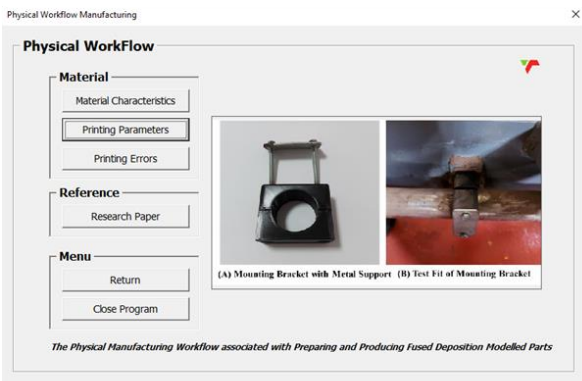 Physical Workflow Manufacturing
Physical WorkFlow
Material
Material Characteristics
Printing Parameters
Printing Errors
Reference
Research Paper
Menu
Return
Close Program
(A) Mounting Bracket with Metal Support (B) Test Fit of Mounting Bracket
The Physical Manufacturing Workflow associated with Preparing and Producing Fused Deposition Modelled Parts